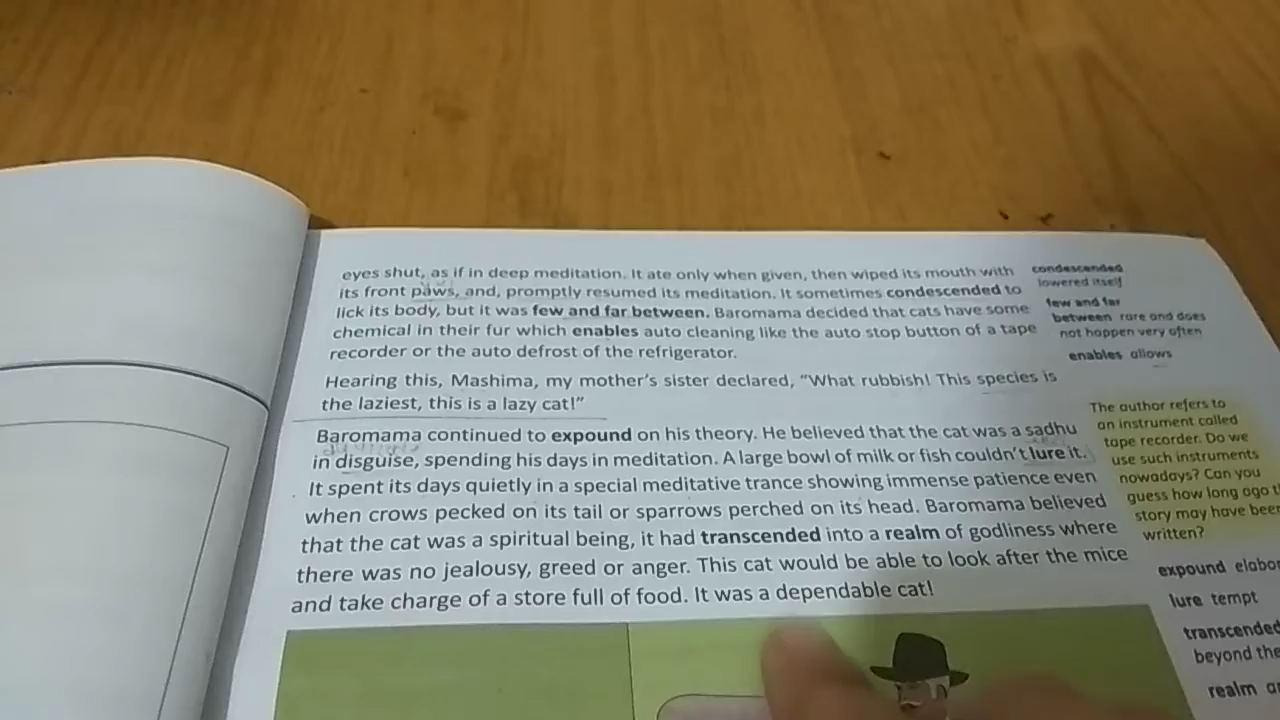 eyes shut, as if in deep meditation. It ate only when given, then wiped its mouth with
its front paws, and, promptly resumed its meditation. It sometimes condescended to
lick its body, but it was few and far between. Baromama decided that cats have some
chemical in their fur which enables auto cleaning like the auto stop button of a tape
recorder or the auto defrost of the refrigerator.
Hearing this, Mashima, my mother's sister declared, "What rubbish! This species is
the laziest, this is a lazy cat!"
Baromama continued to expound on his theory. He believed that the cat was a sadhu
in disguise, spending his days in meditation. A large bowl of milk or fish couldn't lure it.
It spent its days quietly in a special meditative trance showing immense patience even
when crows pecked on its tail or sparrows perched on its head. Baromama believed
that the cat was a spiritual being, it had transcended into a realm of godliness where
there was no jealousy, greed or anger. This cat would be able to look after the mice
and take charge of a store full of food. It was a dependable cat!
condescended
lowered itself
few and far
between rare and does
not happen very often
enables allows
The author refers to
an instrument called
tape recorder. Do we
use such instruments
nowadays? Can you
guess how long ago
story may have been
written?
expound
lure tempt
transcended
beyond the
realm